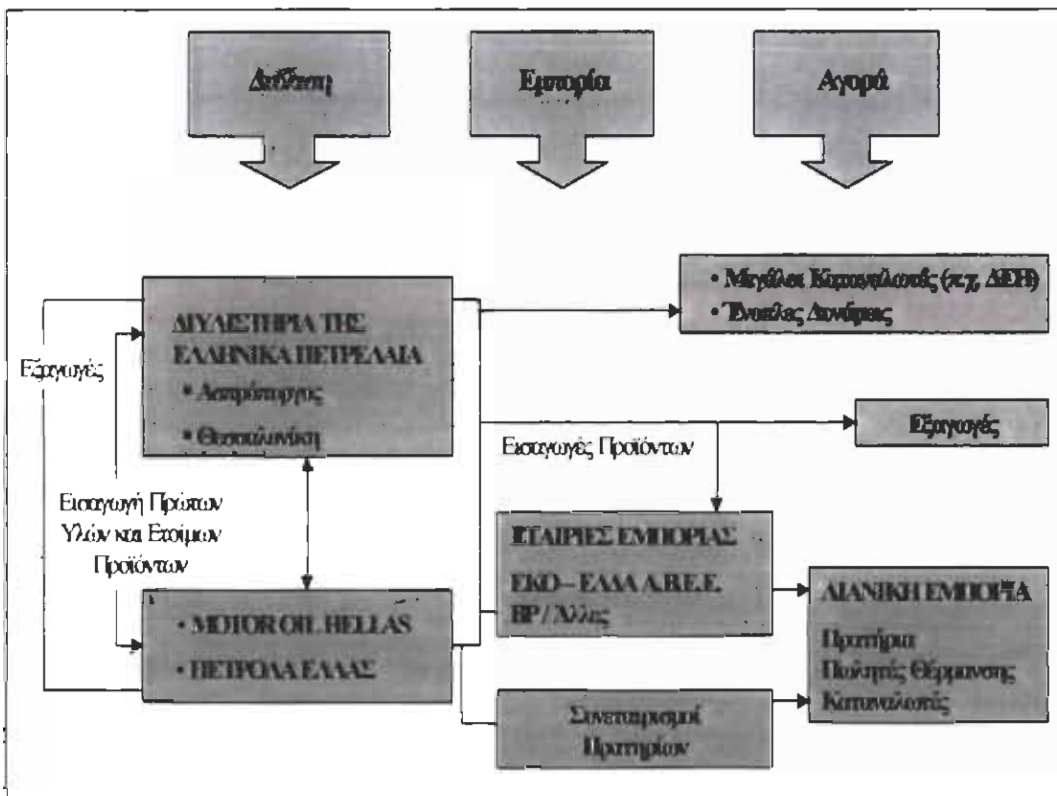 Διύλιση
Εμπορία
Αγορά
• Μεγάλοι Καταναλωτές (π.χ. ΔΕΗ)
• Ένοπλες Δυνάμεις
ΔΙΥΛΙΣΤΗΡΙΑ ΤΗΣ
ΕΛΛΗΝΙΚΑ ΠΕΤΡΕΛΑΙΑ
• Ασπρόπυργος
• Θεσσαλονίκη
Εξαγωγές
Εξαγωγές
Εισαγωγές Προϊόντων
Εισαγωγή Πρώτων
Υλών και Ετοίμων
Προϊόντων
ΕΤΑΙΡΙΕΣ ΕΜΠΟΡΙΑΣ
ΕΚΟ – ΕΛΔΑ Α.Β.Ε.Ε.
BP / Άλλες
• MOTOR OIL HELLAS
• ΠΕΤΡΟΛΑ ΕΛΛΑΣ
ΛΙΑΝΙΚΗ ΕΜΠΟΡΙΑ
Πρατήρια
Πωλητές Θέρμανσης
Καταναλωτές
Συνεταιρισμοί
Πρατηρίων